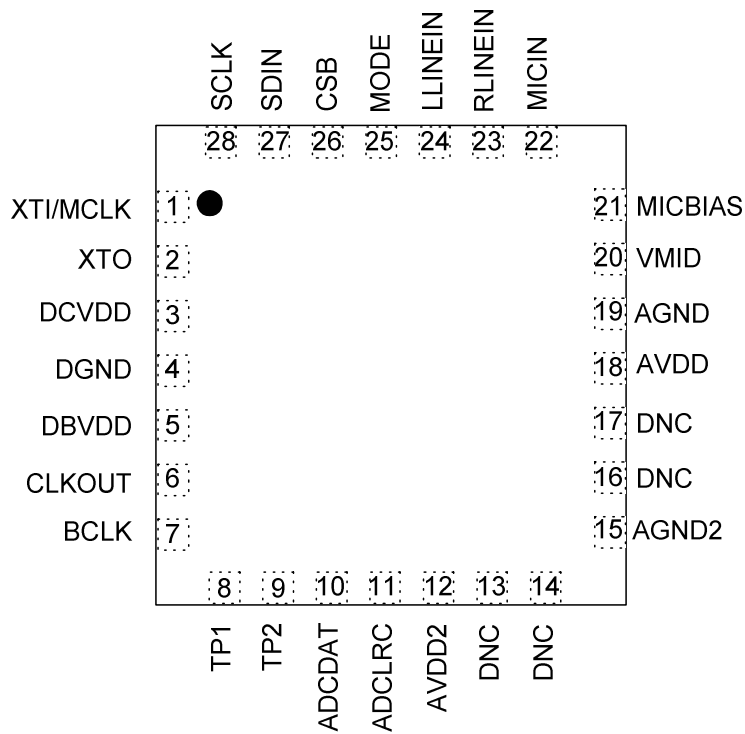 SCLK SDIN CSB MODE LLINEIN RLINEIN MICIN
28 27 26 25 24 23 22
XTI/MCLK 1 21 MICBIAS
XTO 2 20 VMID
DCVDD 3 19 AGND
DGND 4 18 AVDD
DBVDD 5 17 DNC
CLKOUT 6 16 DNC
BCLK 7 15 AGND2
8 9 10 11 12 13 14
TP1 TP2 ADCDAT ADCLRC AVDD2 DNC DNC